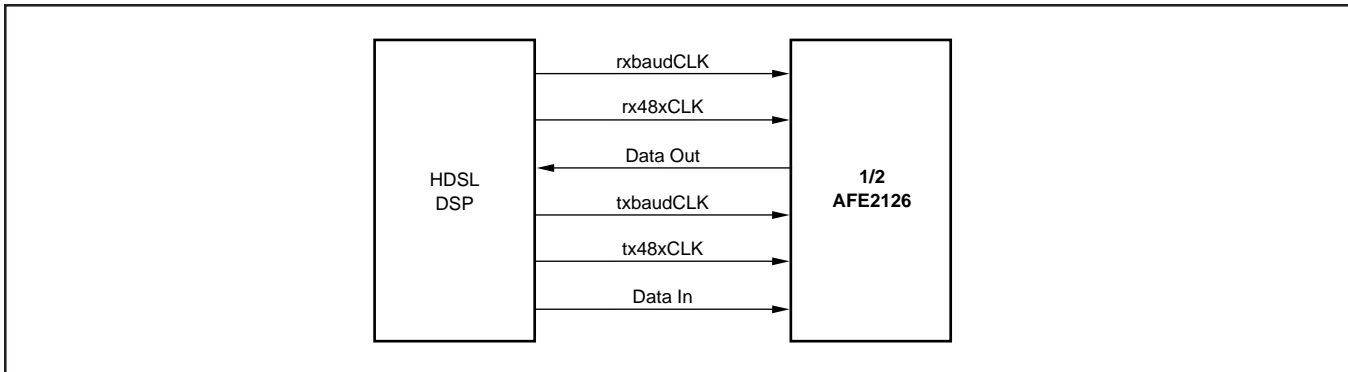 HDSL
DSP
rxbaudCLK
rx48xCLK
Data Out
txbaudCLK
tx48xCLK
Data In
1/2
AFE2126